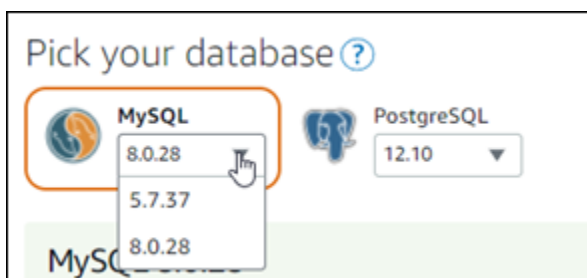 Pick your database ?
MySQL
8.0.28
5.7.37
8.0.28
PostgreSQL
12.10